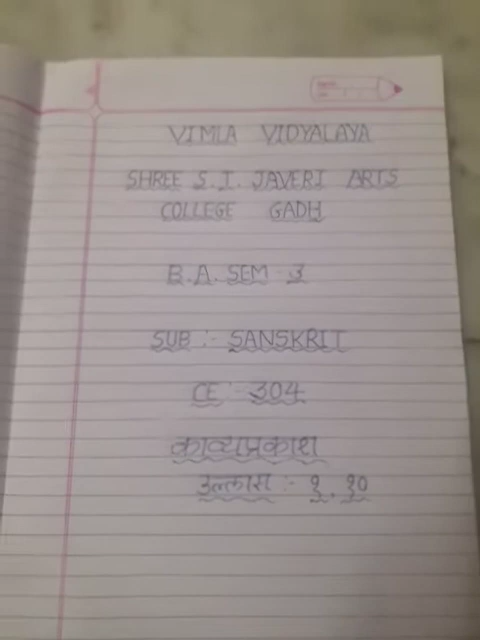 VIMLA VIDYALAYA
SHREE S.I. JAVERI ARTS
COLLEGE GADH
B.A. SEM - 3
SUB :- SANSKRIT
CE - 304
काव्यप्रकाश
उल्लास :- १. १०